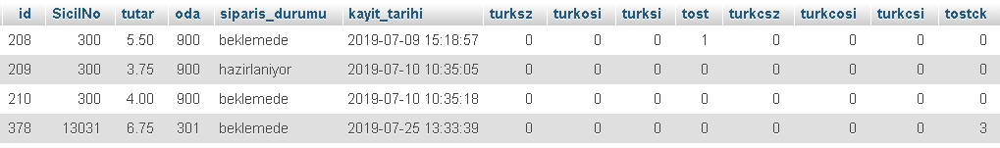 id SicilNo tutar oda siparis_durumu kayit_tarihi turksz turkosi turksi tost turkcsz turkcosi turkcsi tostck
208 300 5.50 900 beklemede 2019-07-09 15:18:57 0 0 0 1 0 0 0 0
209 300 3.75 900 hazirlaniyor 2019-07-10 10:35:05 0 0 0 0 0 0 0 0
210 300 4.00 900 beklemede 2019-07-10 10:35:18 0 0 0 0 0 0 0 0
378 13031 6.75 301 beklemede 2019-07-25 13:33:39 0 0 0 0 0 0 0 3